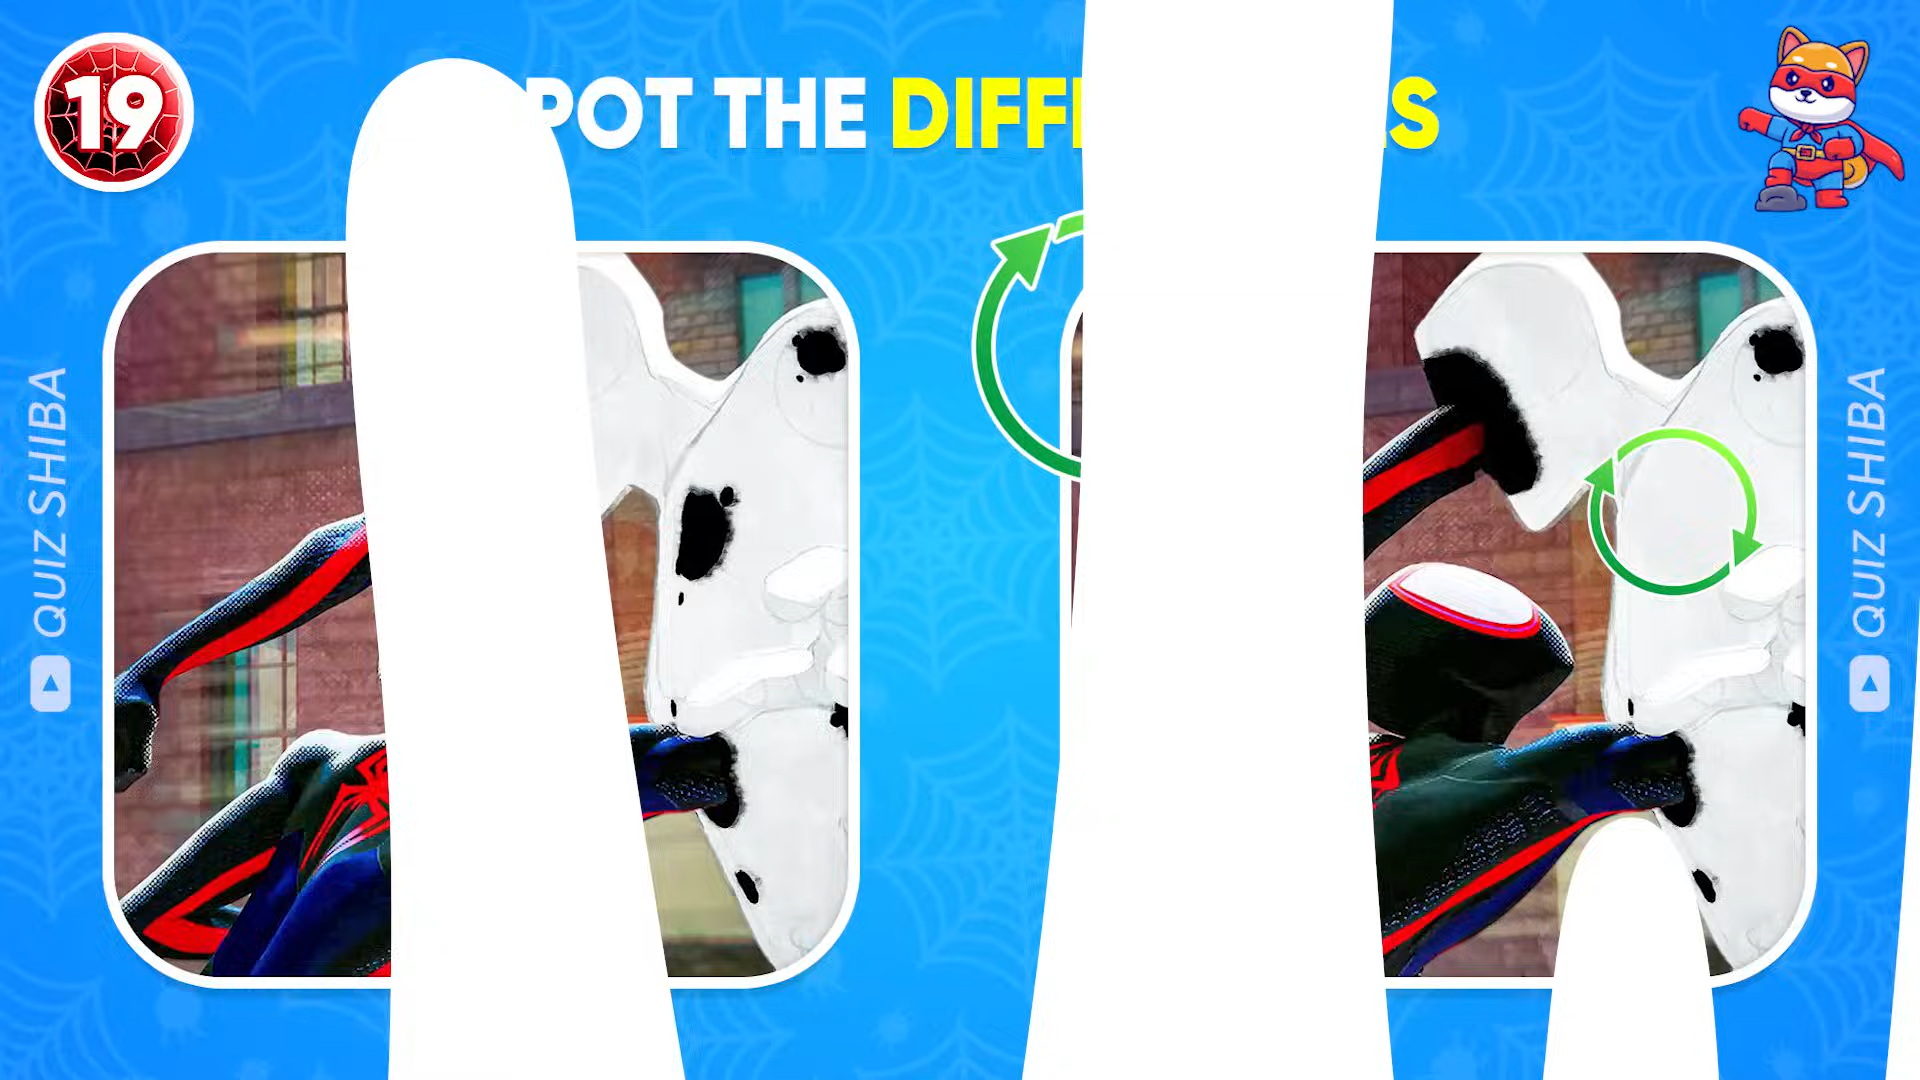 19
POT THE DIFF
S
QUIZ SHIBA
QUIZ SHIBA